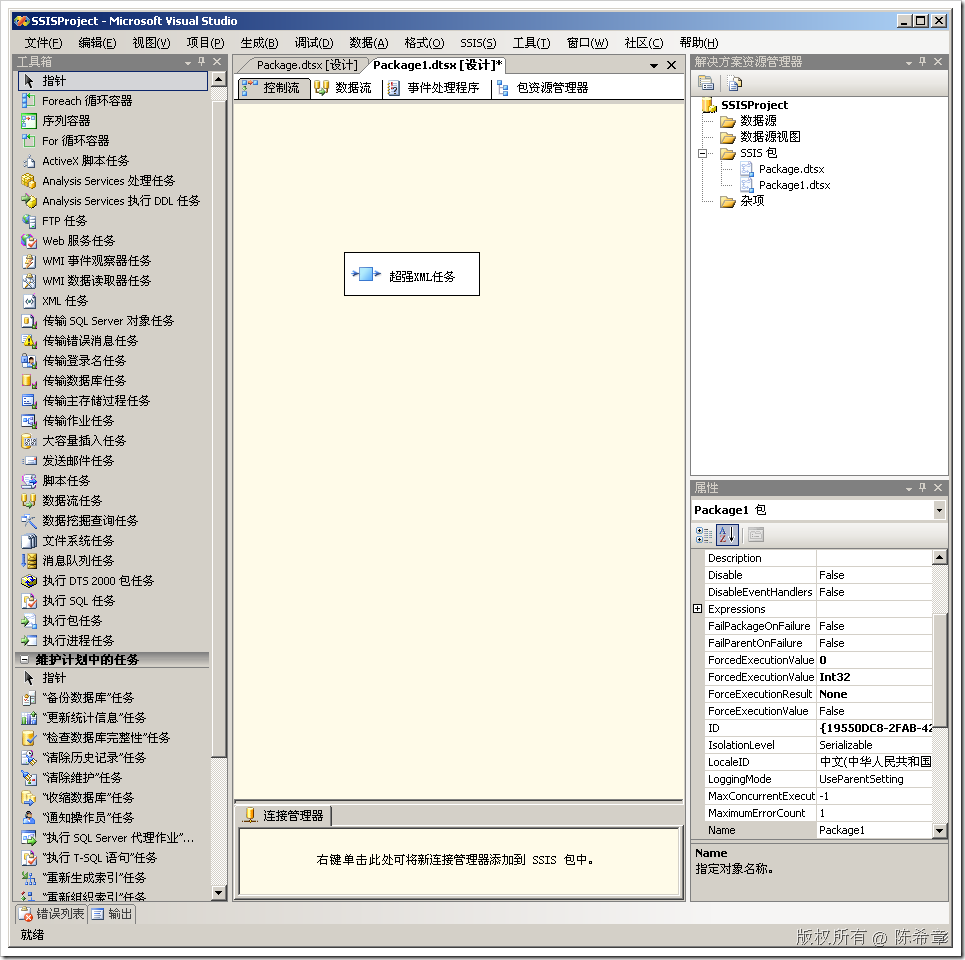 SSISProject - Microsoft Visual Studio
文件(F) 编辑(E) 视图(V) 项目(P) 生成(B) 调试(D) 数据(A) 格式(O) SSIS(S) 工具(T) 窗口(W) 社区(C) 帮助(H)
工具箱
指针
Foreach 循环容器
序列容器
For 循环容器
ActiveX 脚本任务
Analysis Services 处理任务
Analysis Services 执行 DDL 任务
FTP 任务
Web 服务任务
WMI 事件观察器任务
WMI 数据读取器任务
XML 任务
传输 SQL Server 对象任务
传输错误消息任务
传输登录名任务
传输数据库任务
传输主存储过程任务
传输作业任务
大容量插入任务
发送邮件任务
脚本任务
数据流任务
数据挖掘查询任务
文件系统任务
消息队列任务
执行 DTS 2000 包任务
执行 SQL 任务
执行包任务
执行进程任务
维护计划中的任务
指针
“备份数据库”任务
“更新统计信息”任务
“检查数据库完整性”任务
“清除历史记录”任务
“清除维护”任务
“收缩数据库”任务
“通知操作员”任务
“执行 SQL Server 代理作业”...
“执行 T-SQL 语句”任务
“重新生成索引”任务
“重新组织索引”任务
Package.dtsx [设计] Package1.dtsx [设计]*
控制流 数据流 事件处理程序 包资源管理器
超强XML任务
连接管理器
右键单击此处可将新连接管理器添加到 SSIS 包中。
解决方案资源管理器
SSISProject
数据源
数据源视图
SSIS 包
Package.dtsx
Package1.dtsx
杂项
属性
Package1 包
Description
Disable False
DisableEventHandlers False
Expressions
FailPackageOnFailure False
FailParentOnFailure False
ForcedExecutionValue 0
ForcedExecutionValue Int32
ForceExecutionResult None
ForceExecutionValue False
ID {19550DC8-2FAB-42
IsolationLevel Serializable
LocaleID 中文(中华人民共和国
LoggingMode UseParentSetting
MaxConcurrentExecut -1
MaximumErrorCount 1
Name Package1
Name
指定对象名称。
错误列表 输出
就绪
版权所有 @ 陈希章